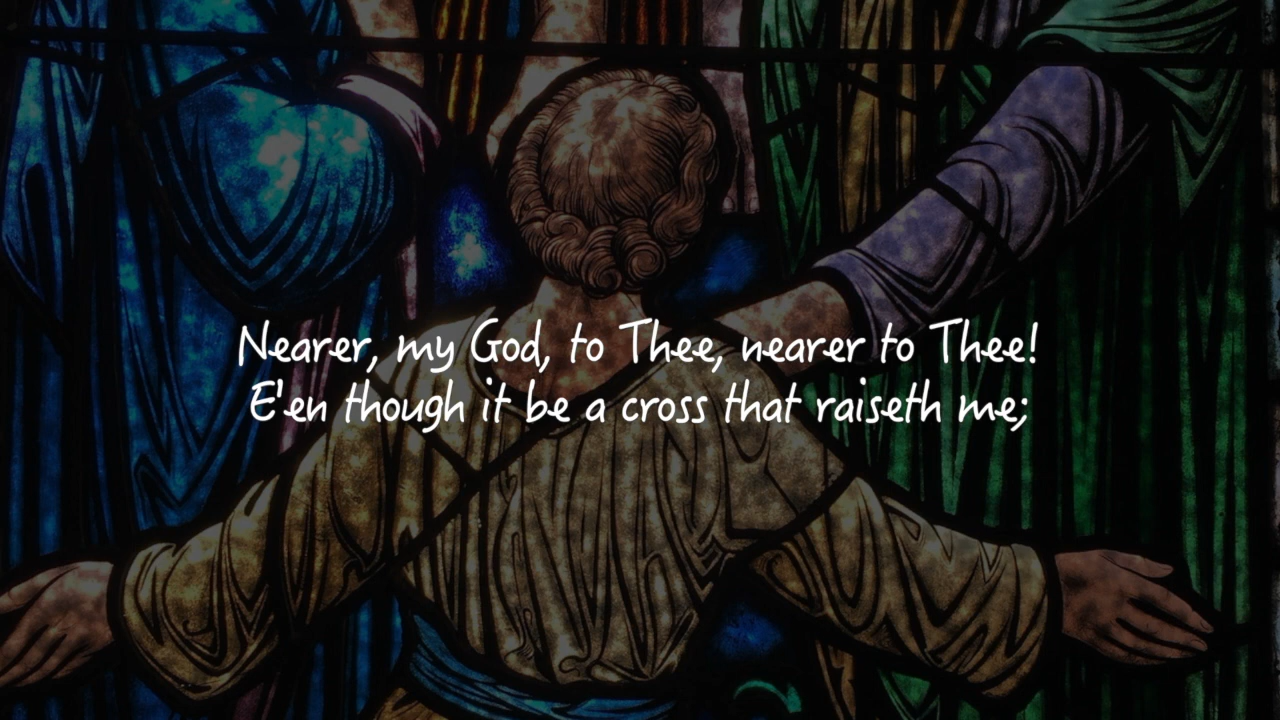 Nearer, my God, to Thee, nearer to Thee!
E'en though it be a cross that raiseth me;